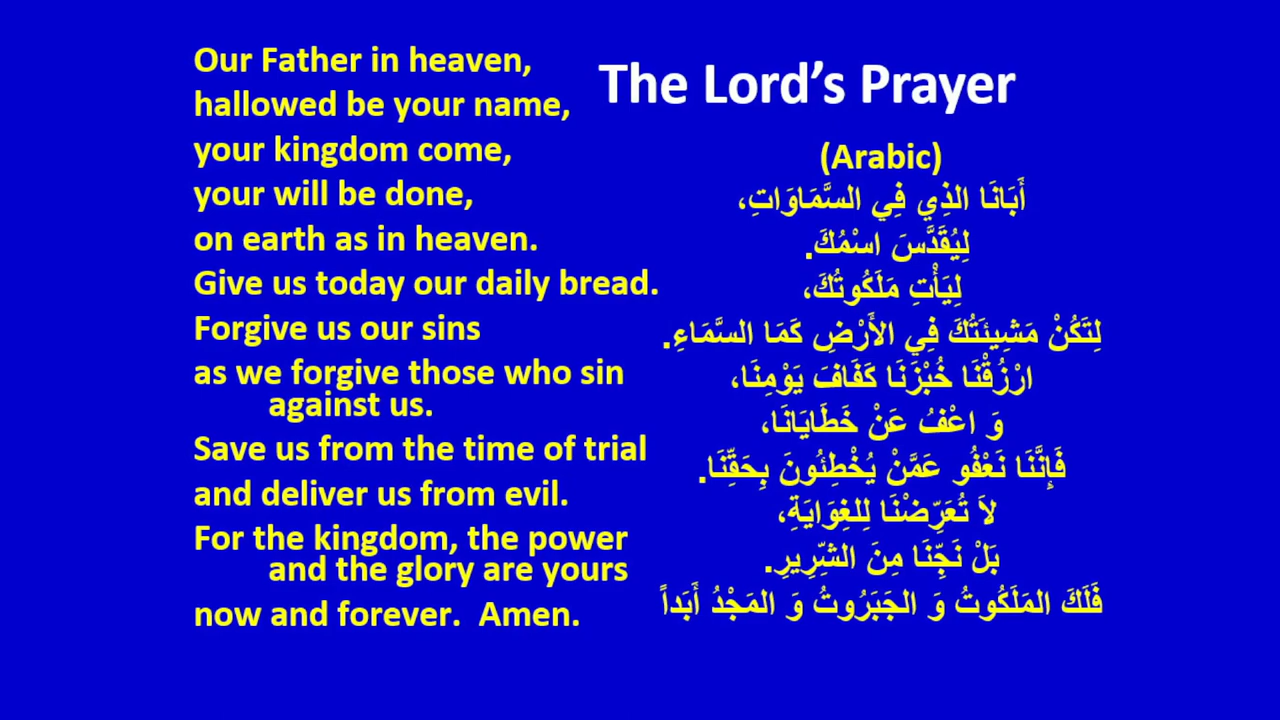 Our Father in heaven,
hallowed be your name,
your kingdom come,
your will be done,
on earth as in heaven.
Give us today our daily bread.
Forgive us our sins
as we forgive those who sin
against us.
Save us from the time of trial
and deliver us from evil.
For the kingdom, the power
and the glory are yours
now and forever. Amen.
The Lord’s Prayer
(Arabic)
أَبَانَا الذِي فِي السَّمَاوَاتِ،
لِيُقَدَّسَ اسْمُكَ.
لِيَأْتِ مَلَكُوتُكَ،
لِتَكُنْ مَشِيئَتُكَ فِي الأَرْضِ كَمَا السَّمَاءِ.
ارْزُقْنَا خُبْزَنَا كَفَافَ يَوْمِنَا،
وَ اعْفُ عَنْ خَطَايَانَا،
فَإِنَّنَا نَعْفُو عَمَّنْ يُخْطِئُونَ بِحَقِّنَا.
لاَ تُعَرِّضْنَا لِلغِوَايَةِ،
بَلْ نَجِّنَا مِنَ الشِّرِيرِ.
فَلَكَ المَلَكُوتُ وَ الجَبَرُوتُ وَ المَجْدُ أَبَداً